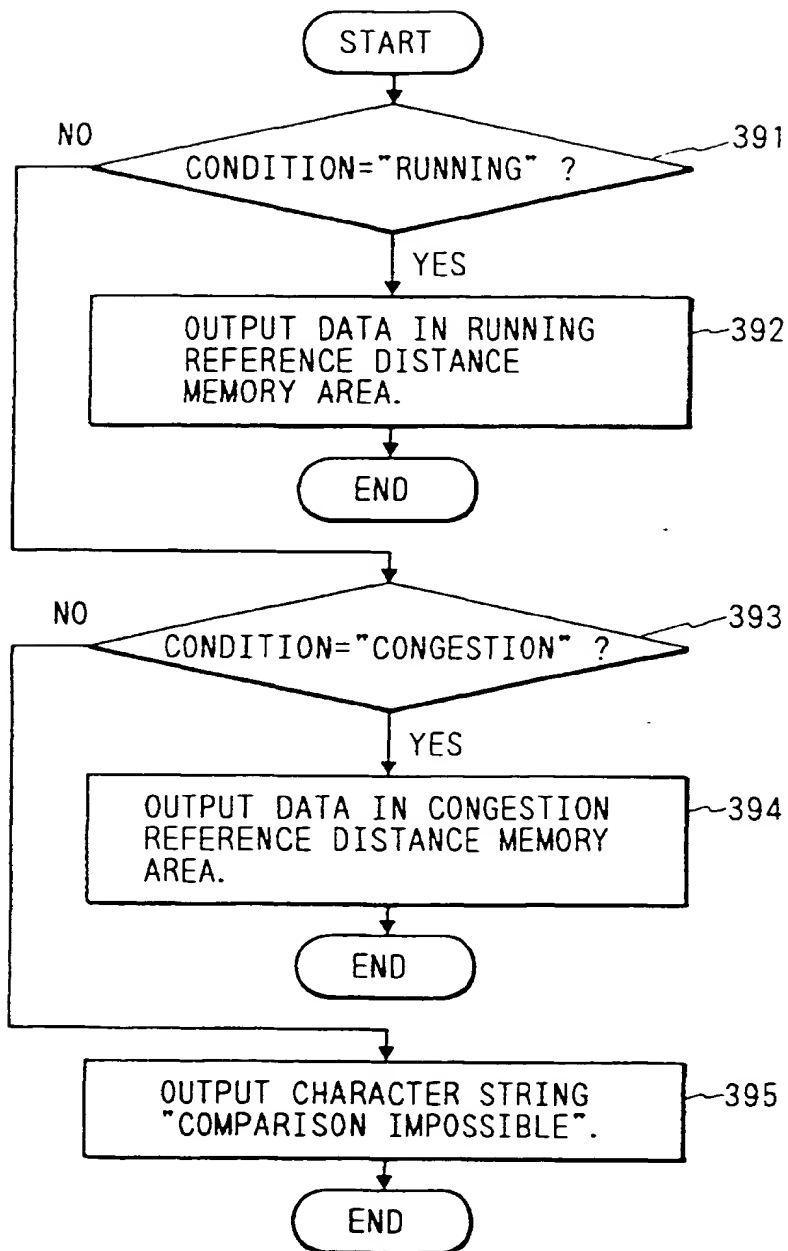 START
NO
CONDITION="RUNNING" ?
391
YES
OUTPUT DATA IN RUNNING
REFERENCE DISTANCE
MEMORY AREA.
392
END
NO
CONDITION="CONGESTION" ?
393
YES
OUTPUT DATA IN CONGESTION
REFERENCE DISTANCE MEMORY
AREA.
394
END
OUTPUT CHARACTER STRING
"COMPARISON IMPOSSIBLE".
395
END